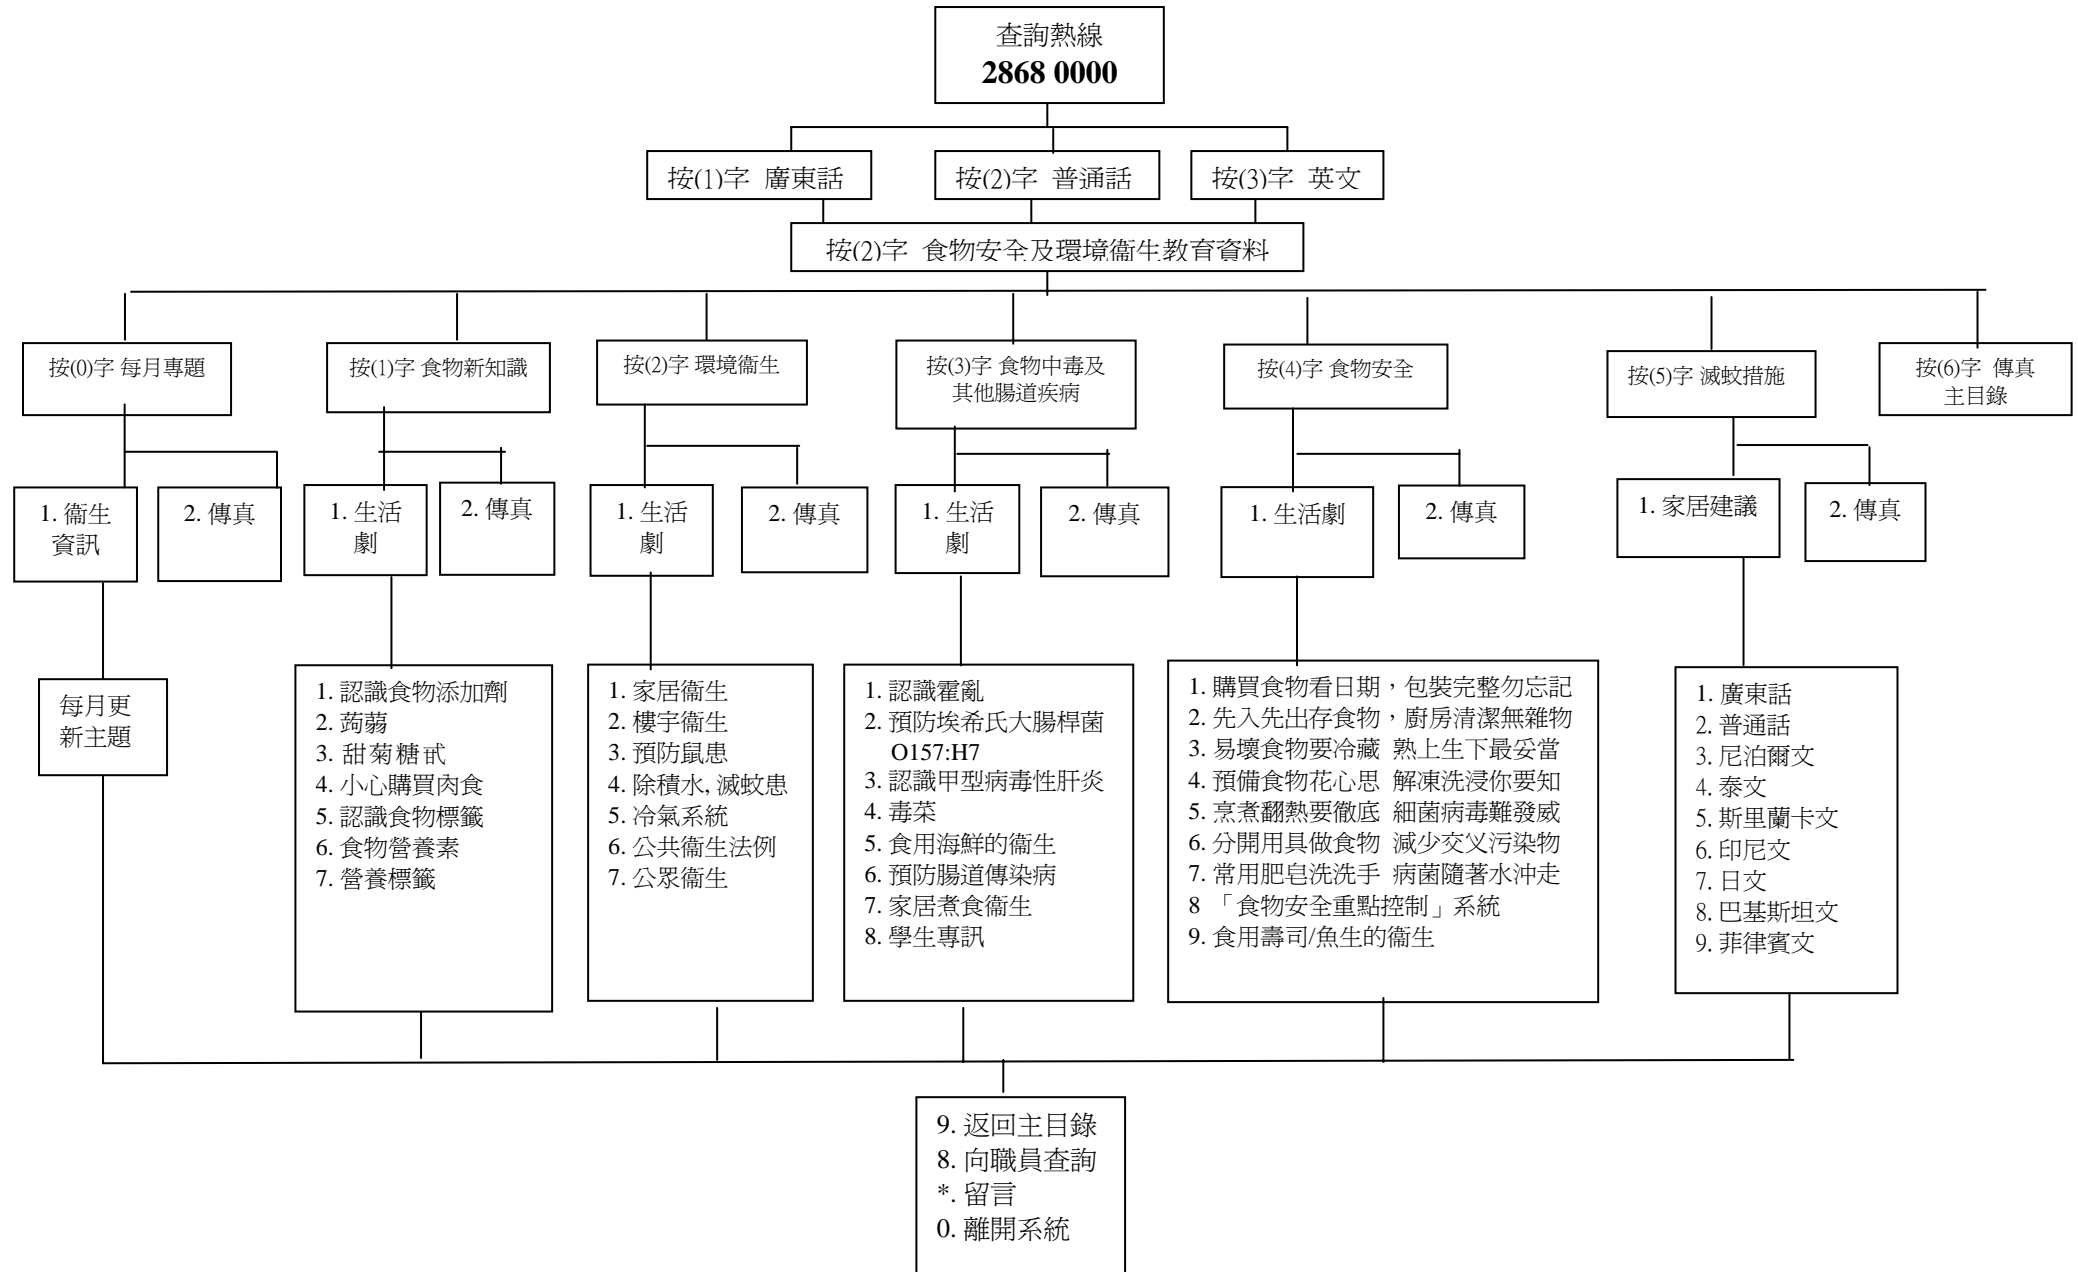 查詢熱線
2868 0000
按(1)字 廣東話
按(2)字 普通話
按(3)字 英文
按(2)字 食物安全及環境衞生教育資料
按(0)字 每月專題
按(1)字 食物新知識
按(2)字 環境衞生
按(3)字 食物中毒及
其他腸道疾病
按(4)字 食物安全
按(5)字 滅蚊措施
按(6)字 傳真
主目錄
1. 衞生
資訊
2. 傳真
1. 生活
劇
2. 傳真
1. 生活
劇
2. 傳真
1. 生活
劇
2. 傳真
1. 生活劇
2. 傳真
1. 家居建議
2. 傳真
每月更
新主題
1. 認識食物添加劑
2. 蒟蒻
3. 甜菊糖甙
4. 小心購買肉食
5. 認識食物標籤
6. 食物營養素
7. 營養標籤
1. 家居衞生
2. 樓宇衞生
3. 預防鼠患
4. 除積水, 滅蚊患
5. 冷氣系統
6. 公共衞生法例
7. 公眾衞生
1. 認識霍亂
2. 預防埃希氏大腸桿菌
O157:H7
3. 認識甲型病毒性肝炎
4. 毒菜
5. 食用海鮮的衞生
6. 預防腸道傳染病
7. 家居煮食衞生
8. 學生專訊
1. 購買食物看日期，包裝完整勿忘記
2. 先入先出存食物，廚房清潔無雜物
3. 易壞食物要冷藏 熟上生下最妥當
4. 預備食物花心思 解凍洗浸你要知
5. 烹煮翻熱要徹底 細菌病毒難發威
6. 分開用具做食物 減少交叉污染物
7. 常用肥皂洗洗手 病菌隨著水沖走
8 「食物安全重點控制」系統
9. 食用壽司/魚生的衞生
1. 廣東話
2. 普通話
3. 尼泊爾文
4. 泰文
5. 斯里蘭卡文
6. 印尼文
7. 日文
8. 巴基斯坦文
9. 菲律賓文
9. 返回主目錄
8. 向職員查詢
*. 留言
0. 離開系統